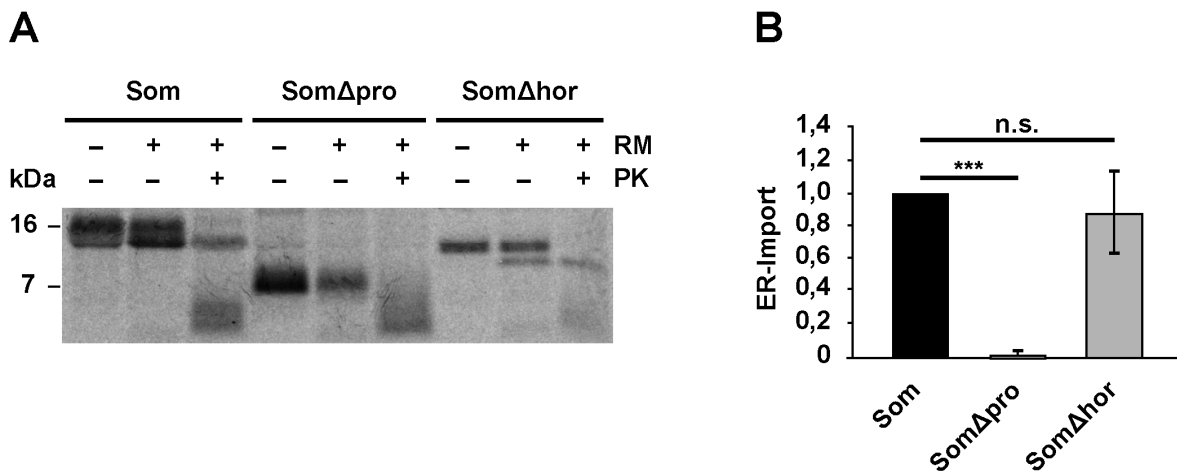 A
Som SomΔpro SomΔhor
– + + – + + – + + RM
kDa – – + – – + – – + PK
16 –
7 –
B
n.s.
***
ER-Import
1,4
1,2
1,0
0,8
0,6
0,4
0,2
0
Som
SomΔpro
SomΔhor